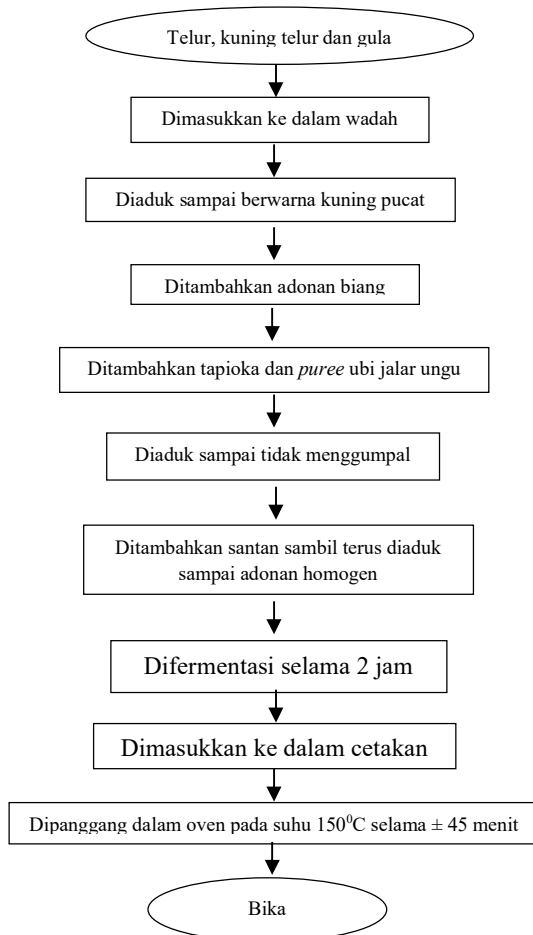 Telur, kuning telur dan gula
Dimasukkan ke dalam wadah
Diaduk sampai berwarna kuning pucat
Ditambahkan adonan biang
Ditambahkan tapioka dan puree ubi jalar ungu
Diaduk sampai tidak menggumpal
Ditambahkan santan sambil terus diaduk
sampai adonan homogen
Difermentasi selama 2 jam
Dimasukkan ke dalam cetakan
Dipanggang dalam oven pada suhu 150⁰C selama ± 45 menit
Bika